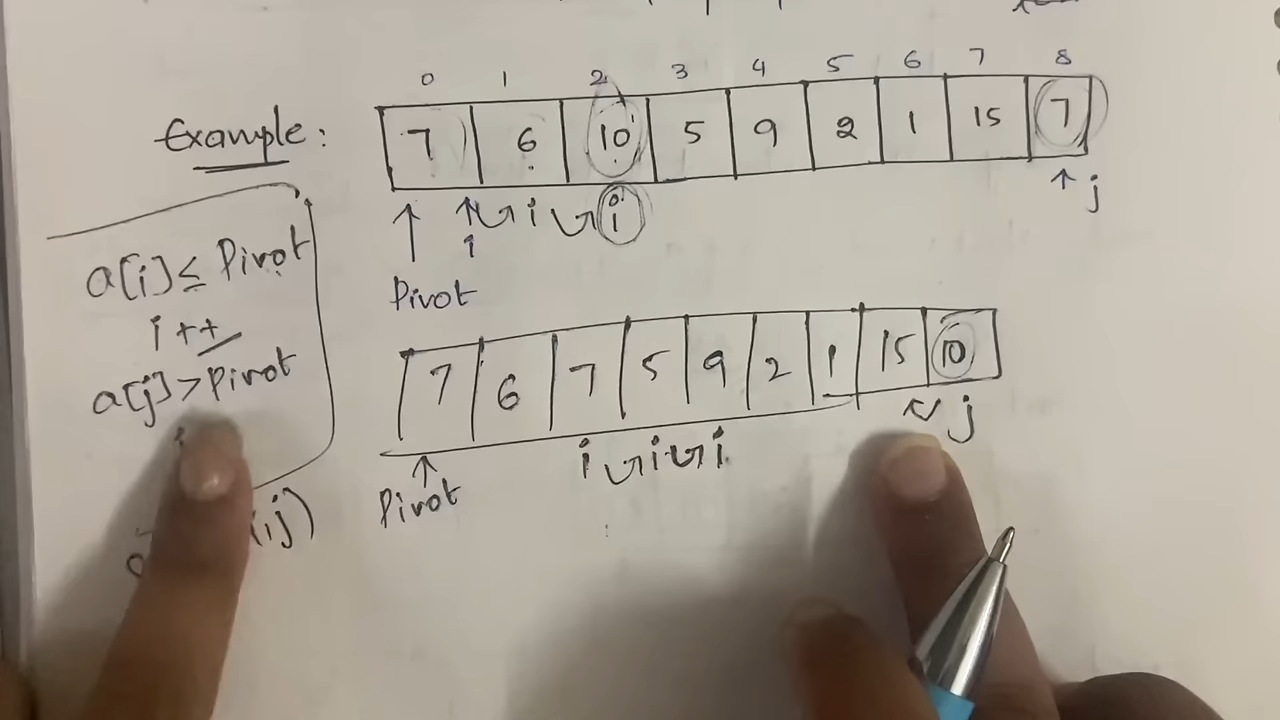 0 1 2 3 4 5 6 7 8
Example: 7 6 10 5 9 2 1 15 7
i i i j
Pivot
a[i] ≤ Pivot
i++
a[j] > Pivot
(ij)
7 6 7 5 9 2 1 15 10
i i i j
Pivot